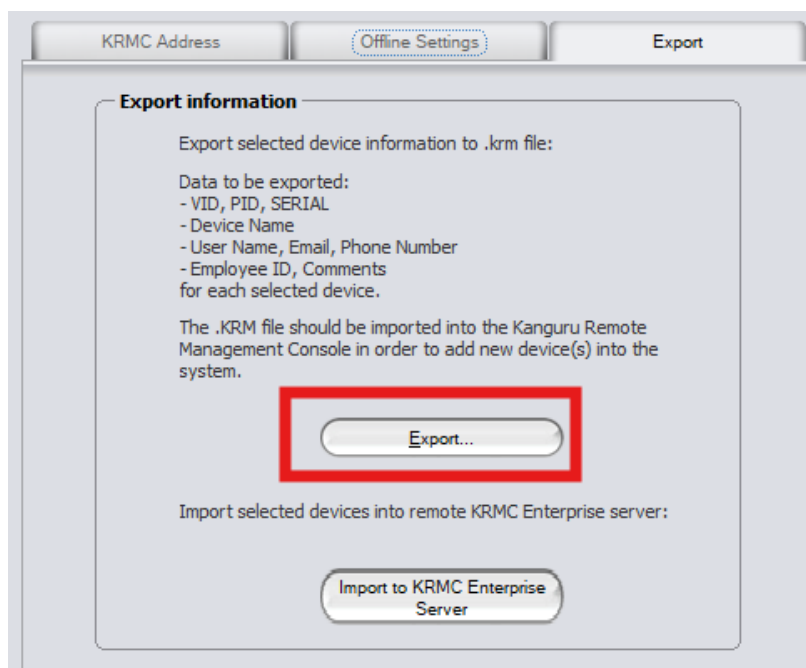 KRMC Address
Offline Settings
Export
Export information
Export selected device information to .krm file:
Data to be exported:
- VID, PID, SERIAL
- Device Name
- User Name, Email, Phone Number
- Employee ID, Comments
for each selected device.
The .KRM file should be imported into the Kanguru Remote
Management Console in order to add new device(s) into the
system.
Export...
Import selected devices into remote KRMC Enterprise server:
Import to KRMC Enterprise
Server